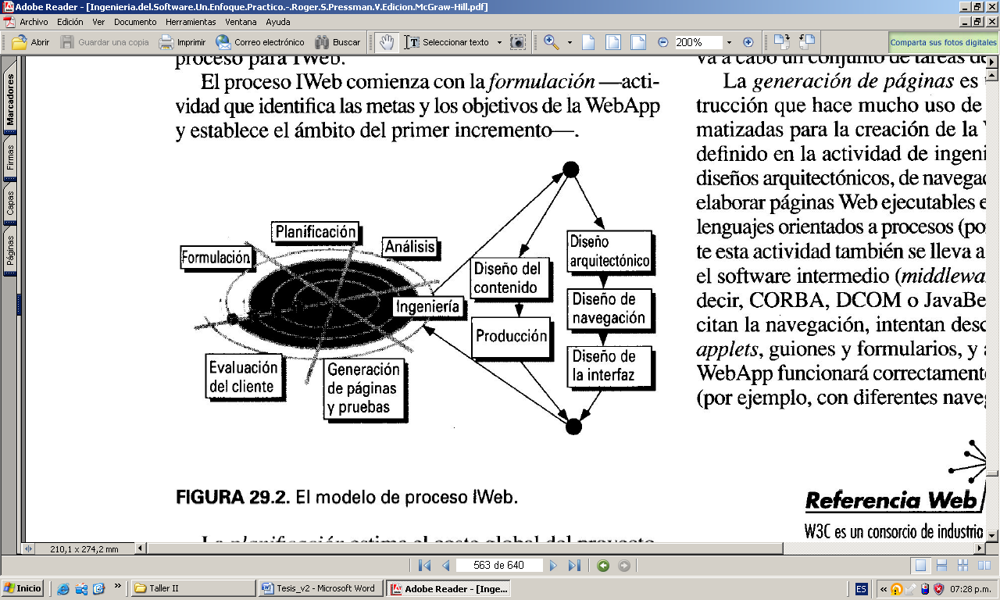 Adobe Reader - [Ingenieria.del.Software.Un.Enfoque.Practico.-.Roger.S.Pressman.V.Edicion.McGraw-Hill.pdf]
Archivo Edición Ver Documento Herramientas Ventana Ayuda
Abrir Guardar una copia Imprimir Correo electrónico Buscar Seleccionar texto 200% Comparta sus fotos digitales
Marcadores
Firmas
Capas
Páginas
proceso para IWeb.
El proceso IWeb comienza con la formulación —acti-
vidad que identifica las metas y los objetivos de la WebApp
y establece el ámbito del primer incremento—.
Planificación
Análisis
Formulación
Ingeniería
Evaluación
del cliente
Generación
de páginas
y pruebas
Diseño del
contenido
Producción
Diseño
arquitectónico
Diseño de
navegación
Diseño de
la interfaz
FIGURA 29.2. El modelo de proceso IWeb.
La planificación estima el coste global del proyecto
va a cabo un conjunto de tareas de
La generación de páginas es
trucción que hace mucho uso de
matizadas para la creación de la
definido en la actividad de ingeni
diseños arquitectónicos, de navega
elaborar páginas Web ejecutables e
lenguajes orientados a procesos (po
te esta actividad también se lleva a
el software intermedio (middlewa
decir, CORBA, DCOM o JavaBe
citan la navegación, intentan desc
applets, guiones y formularios, y
WebApp funcionará correctament
(por ejemplo, con diferentes nave
Referencia Web
W3C es un consorcio de industria
210,1 x 274,2 mm
563 de 640
Inicio » Taller II Tesis_v2 - Microsoft Word Adobe Reader - [Inge... ES « 07:28 p.m.